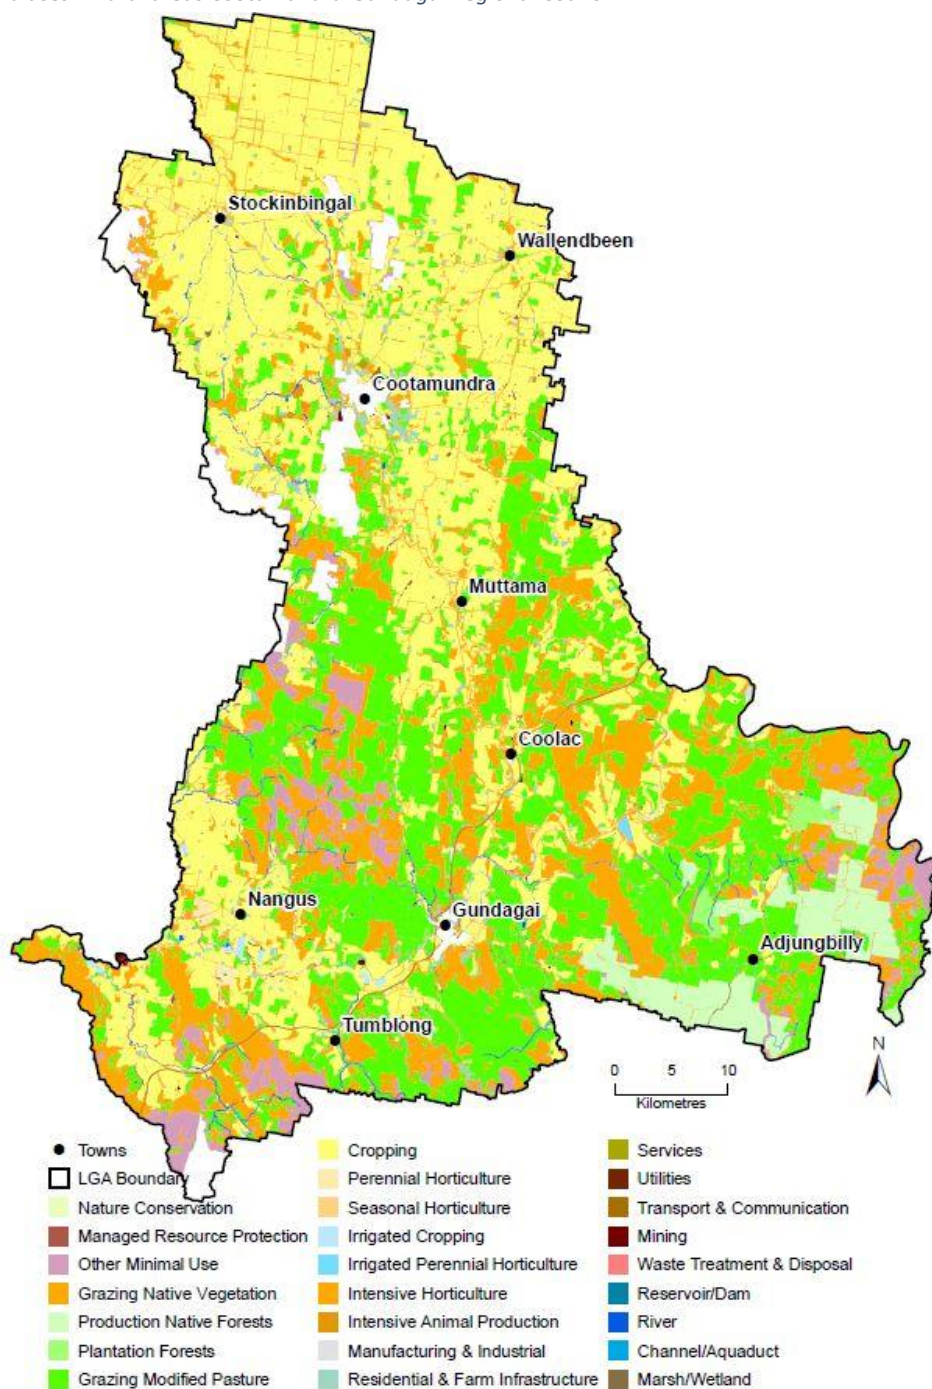 Stockinbingal
Wallendbeen
Cootamundra
Muttama
Coolac
Nangus
Gundagai
Adjungbilly
Tumblong
N
0 5 10
Kilometres
Towns
LGA Boundary
Nature Conservation
Managed Resource Protection
Other Minimal Use
Grazing Native Vegetation
Production Native Forests
Plantation Forests
Grazing Modified Pasture
Cropping
Perennial Horticulture
Seasonal Horticulture
Irrigated Cropping
Irrigated Perennial Horticulture
Intensive Horticulture
Intensive Animal Production
Manufacturing & Industrial
Residential & Farm Infrastructure
Services
Utilities
Transport & Communication
Mining
Waste Treatment & Disposal
Reservoir/Dam
River
Channel/Aquaduct
Marsh/Wetland